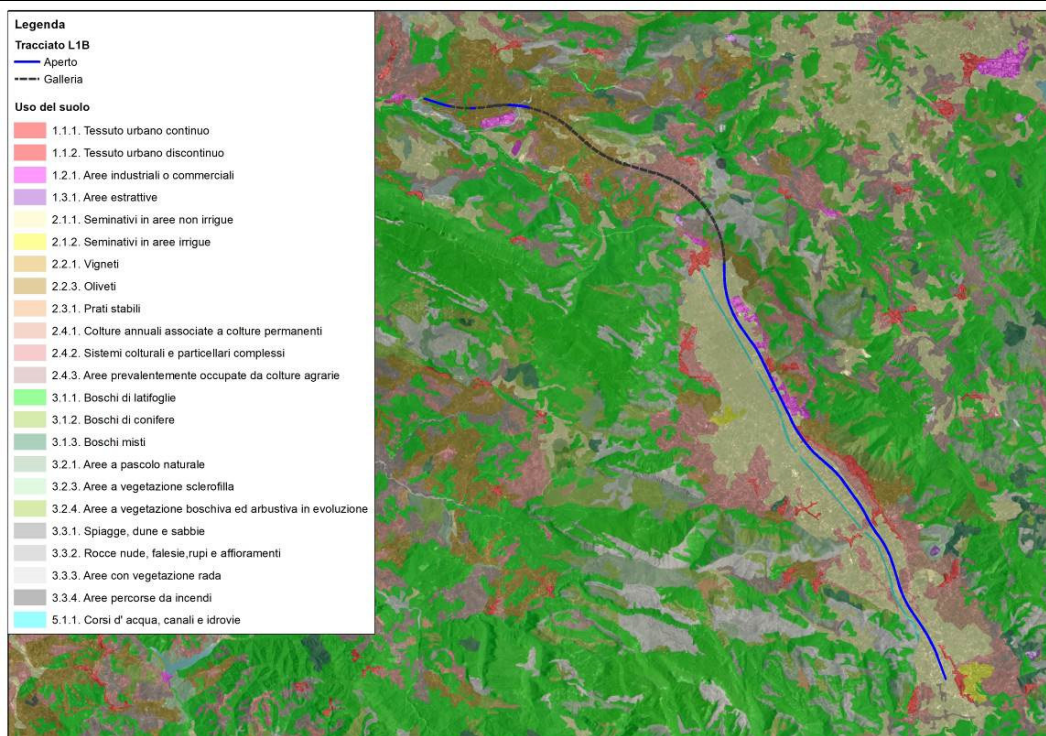 Legenda
Tracciato L1B
Aperto
Galleria
Uso del suolo
1.1.1. Tessuto urbano continuo
1.1.2. Tessuto urbano discontinuo
1.2.1. Aree industriali o commerciali
1.3.1. Aree estrattive
2.1.1. Seminativi in aree non irrigue
2.1.2. Seminativi in aree irrigue
2.2.1. Vigneti
2.2.3. Oliveti
2.3.1. Prati stabili
2.4.1. Colture annuali associate a colture permanenti
2.4.2. Sistemi colturali e particellari complessi
2.4.3. Aree prevalentemente occupate da colture agrarie
3.1.1. Boschi di latifoglie
3.1.2. Boschi di conifere
3.1.3. Boschi misti
3.2.1. Aree a pascolo naturale
3.2.3. Aree a vegetazione sclerofilla
3.2.4. Aree a vegetazione boschiva ed arbustiva in evoluzione
3.3.1. Spiagge, dune e sabbie
3.3.2. Rocce nude, falesie,rupi e affioramenti
3.3.3. Aree con vegetazione rada
3.3.4. Aree percorse da incendi
5.1.1. Corsi d' acqua, canali e idrovie